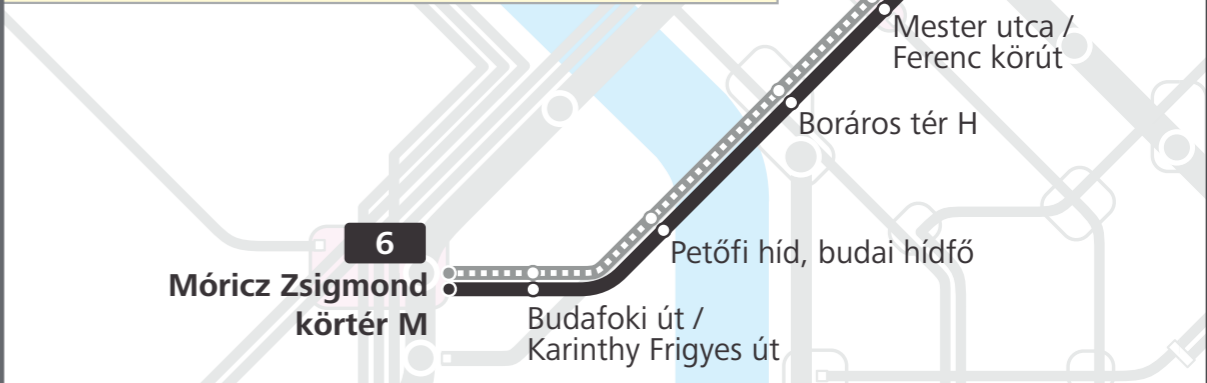 Mester utca /
Ferenc körút
Boráros tér H
6
Petőfi híd, budai hídfő
Móricz Zsigmond
körtér M
Budafoki út /
Karinthy Frigyes út